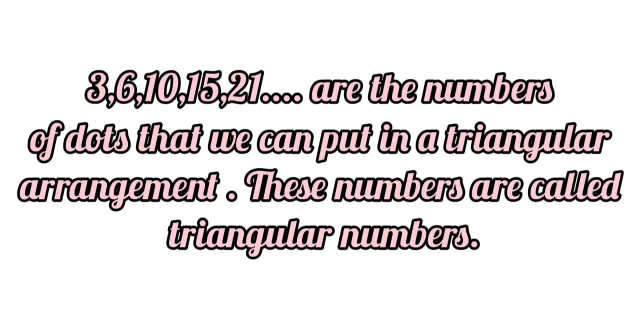 3,6,10,15,21.... are the numbers
of dots that we can put in a triangular
arrangement . These numbers are called
triangular numbers.